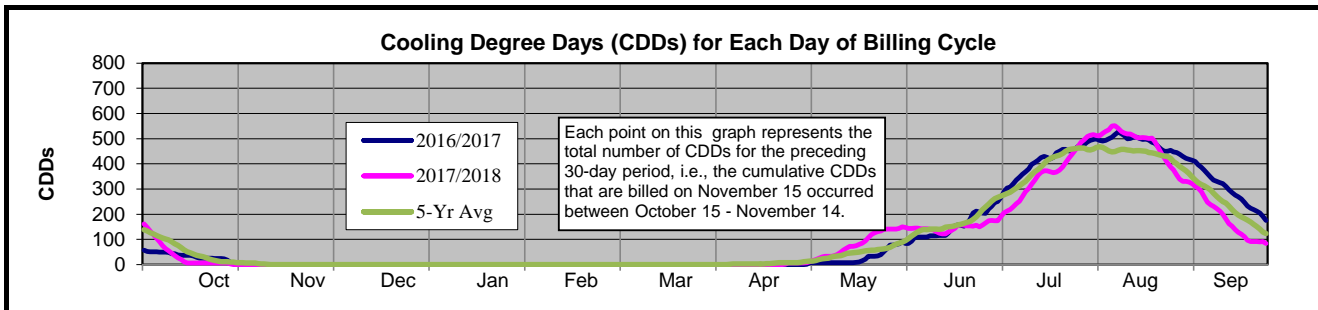 Cooling Degree Days (CDDs) for Each Day of Billing Cycle
800
700
600
500
400
300
200
100
0
CDDs
2016/2017
2017/2018
5-Yr Avg
Each point on this graph represents the
total number of CDDs for the preceding
30-day period, i.e., the cumulative CDDs
that are billed on November 15 occurred
between October 15 - November 14.
Oct Nov Dec Jan Feb Mar Apr May Jun Jul Aug Sep